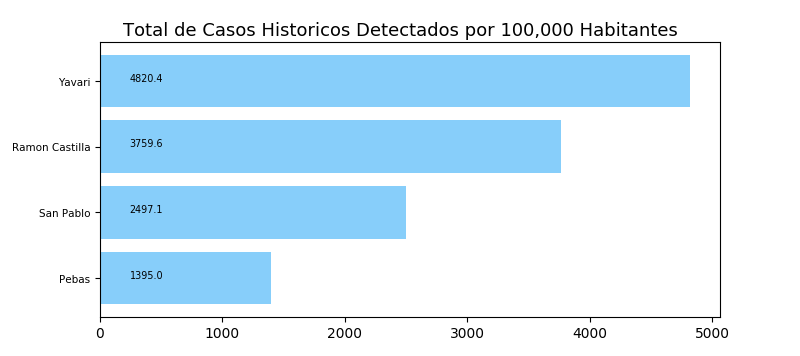 Total de Casos Historicos Detectados por 100,000 Habitantes
Yavari 4820.4
Ramon Castilla 3759.6
San Pablo 2497.1
Pebas 1395.0
0 1000 2000 3000 4000 5000